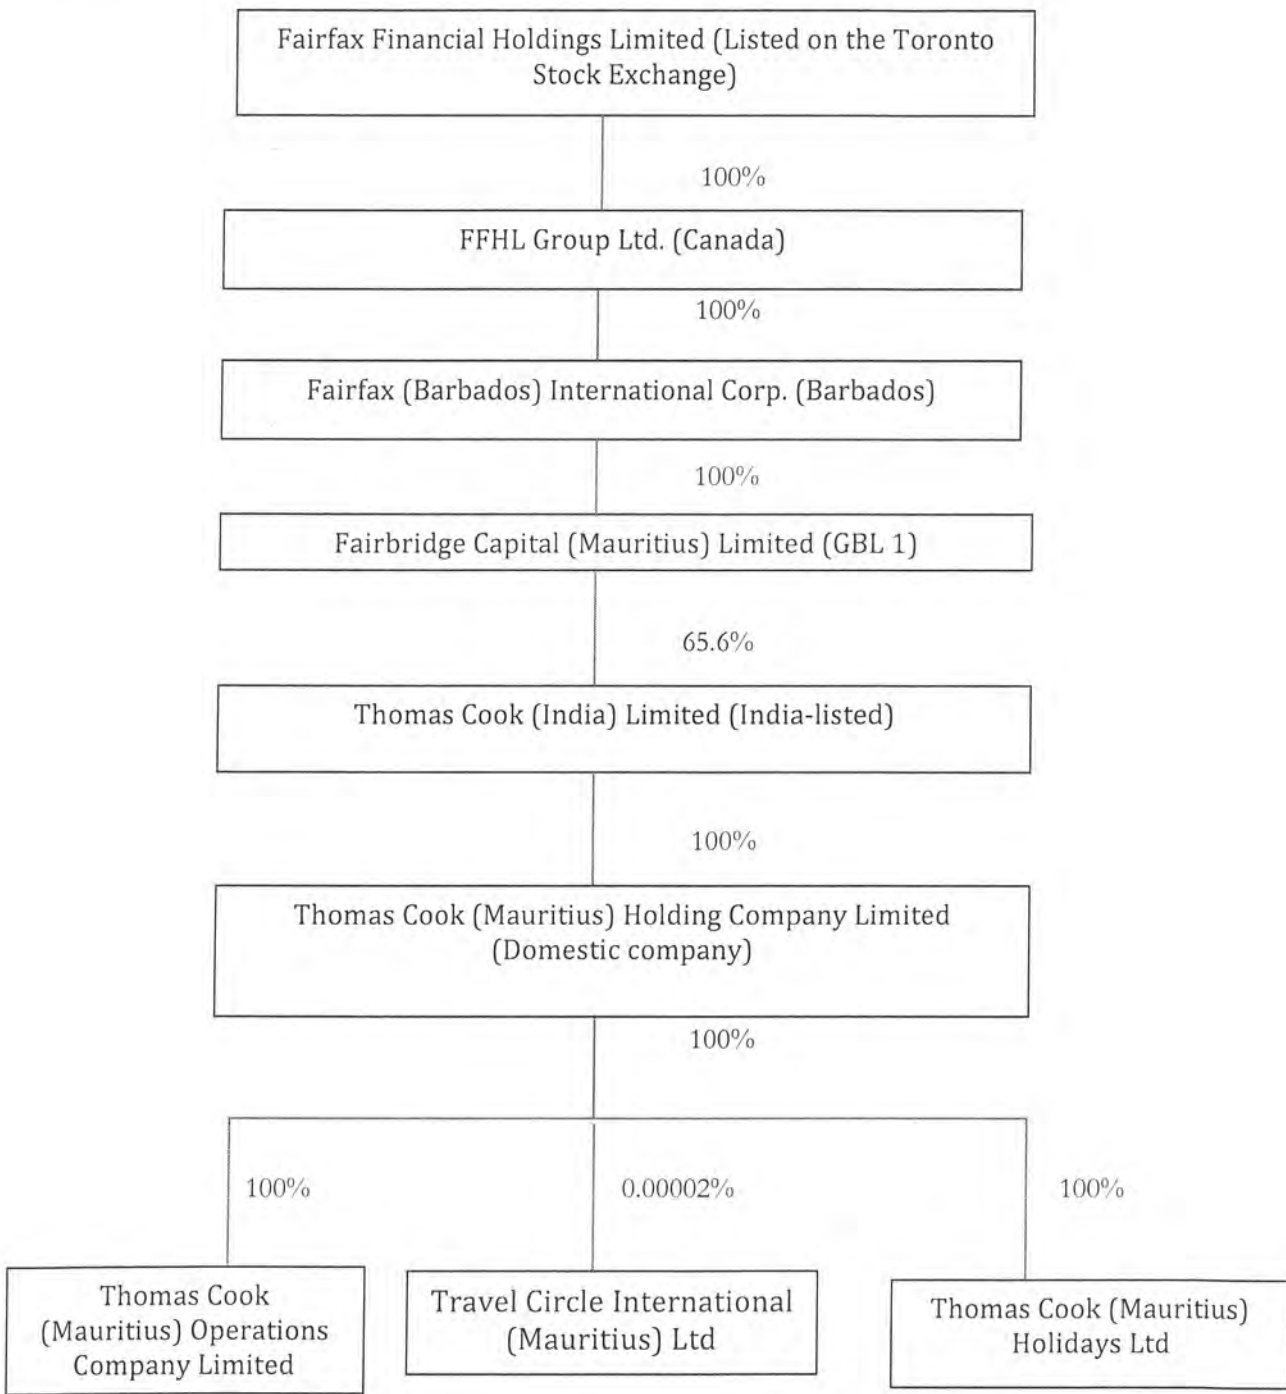 Fairfax Financial Holdings Limited (Listed on the Toronto
Stock Exchange)
100%
FFHL Group Ltd. (Canada)
100%
Fairfax (Barbados) International Corp. (Barbados)
100%
Fairbridge Capital (Mauritius) Limited (GBL 1)
65.6%
Thomas Cook (India) Limited (India-listed)
100%
Thomas Cook (Mauritius) Holding Company Limited
(Domestic company)
100%
100%
0.00002%
100%
Thomas Cook
(Mauritius) Operations
Company Limited
Travel Circle International
(Mauritius) Ltd
Thomas Cook (Mauritius)
Holidays Ltd